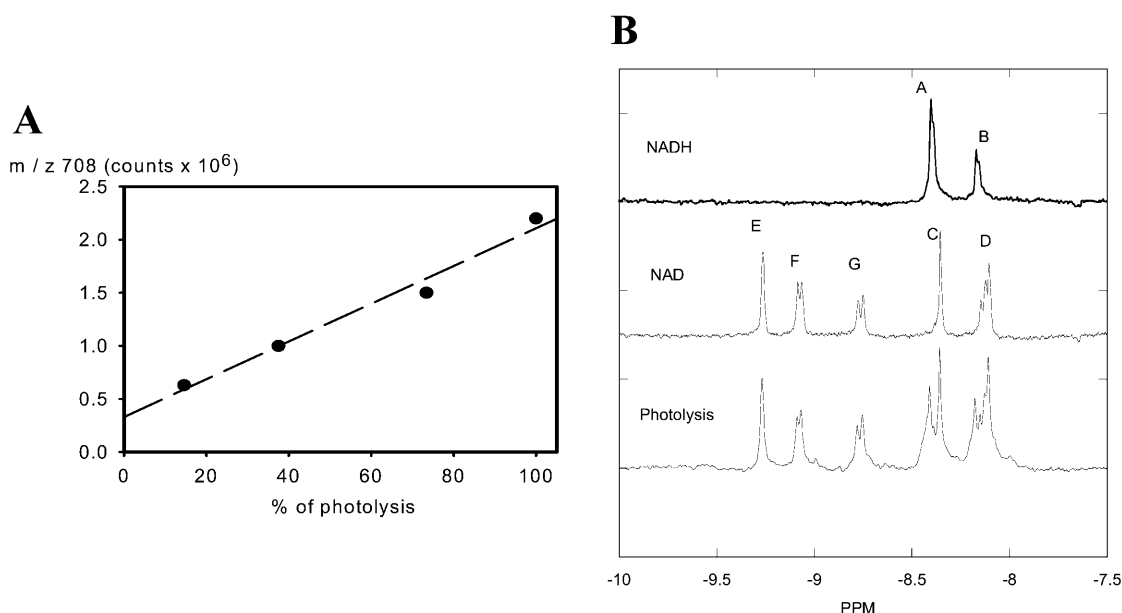 A
m / z 708 (counts x 10^6)
2.5
2.0
1.5
1.0
0.5
0.0
0 20 40 60 80 100
% of photolysis
B
A
B
NADH
E
F
G
C
D
NAD
Photolysis
-10 -9.5 -9 -8.5 -8 -7.5
PPM